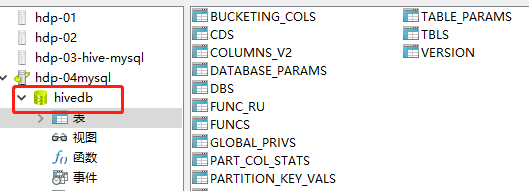 hdp-01
hdp-02
hdp-03-hive-mysql
hdp-04mysql
hivedb
表
视图
函数
事件
BUCKETING_COLS
CDS
COLUMNS_V2
DATABASE_PARAMS
DBS
FUNC_RU
FUNCS
GLOBAL_PRIVS
PART_COL_STATS
PARTITION_KEY_VALS
TABLE_PARAMS
TBLS
VERSION